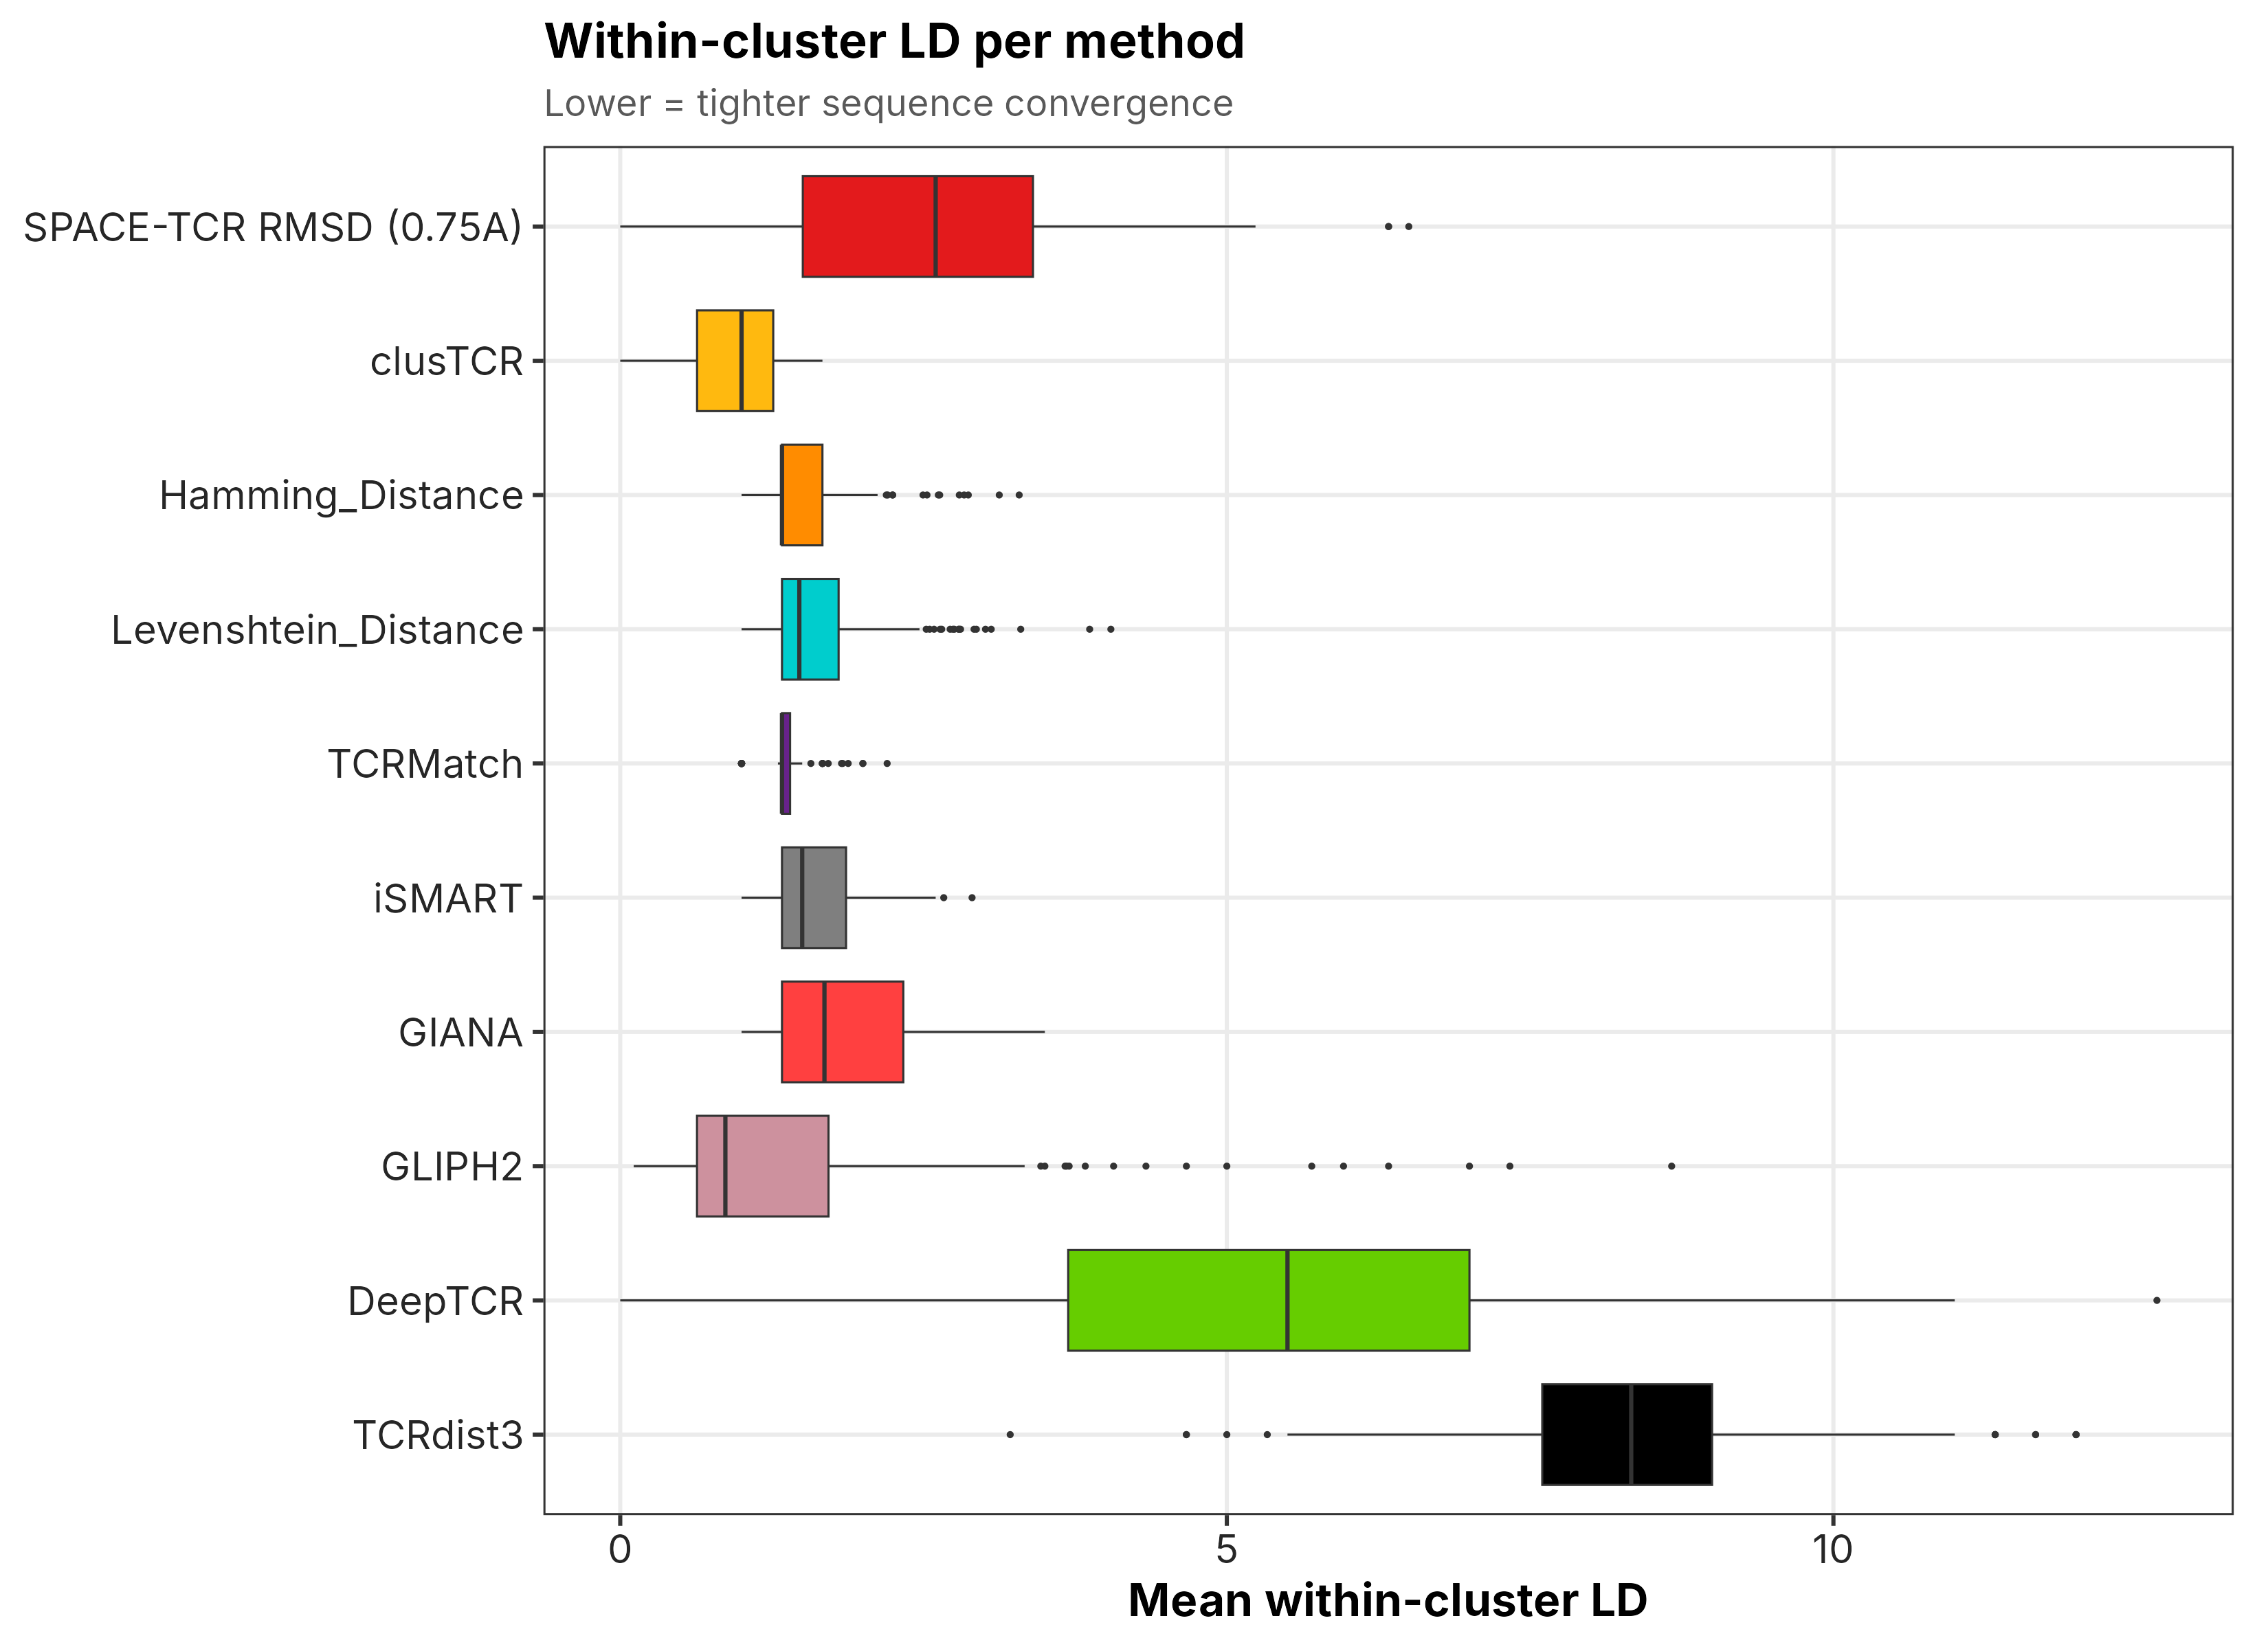 Within-cluster LD per method
Lower = tighter sequence convergence
SPACE-TCR RMSD (0.75A)
clusTCR
Hamming_Distance
Levenshtein_Distance
TCRMatch
iSMART
GIANA
GLIPH2
DeepTCR
TCRdist3
0 5 10
Mean within-cluster LD